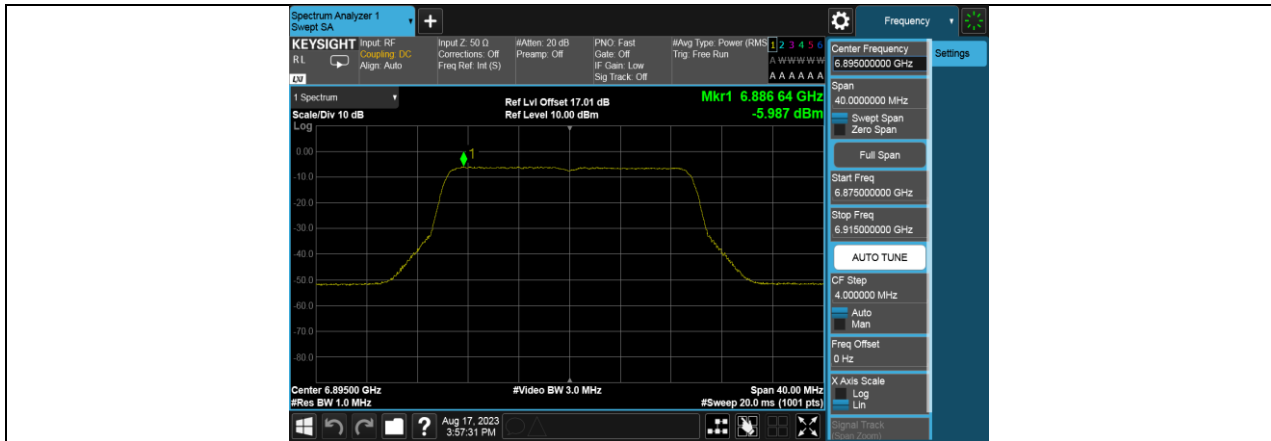 Spectrum Analyzer 1
Swept SA
+
Frequency
KEYSIGHT
RL
LXI
Input: RF
Coupling: DC
Align: Auto
Input Z: 50 Ω
Corrections: Off
Freq Ref: Int (S)
#Atten: 20 dB
Preamp: Off
PNO: Fast
Gate: Off
IF Gain: Low
Sig Track: Off
#Avg Type: Power (RMS
Trig: Free Run
1 2 3 4 5 6
A W W W W W
A A A A A A
1 Spectrum
Scale/Div 10 dB
Log
Ref Lvl Offset 17.01 dB
Ref Level 10.00 dBm
Mkr1 6.886 64 GHz
-5.987 dBm
1
0.00
-10.0
-20.0
-30.0
-40.0
-50.0
-60.0
-70.0
-80.0
Center 6.89500 GHz
#Res BW 1.0 MHz
#Video BW 3.0 MHz
Span 40.00 MHz
#Sweep 20.0 ms (1001 pts)
?
Aug 17, 2023
3:57:31 PM
Center Frequency
6.895000000 GHz
Span
40.0000000 MHz
Swept Span
Zero Span
Full Span
Start Freq
6.875000000 GHz
Stop Freq
6.915000000 GHz
AUTO TUNE
CF Step
4.000000 MHz
Auto
Man
Freq Offset
0 Hz
X Axis Scale
Log
Lin
Signal Track
(Span Zoom)
Settings